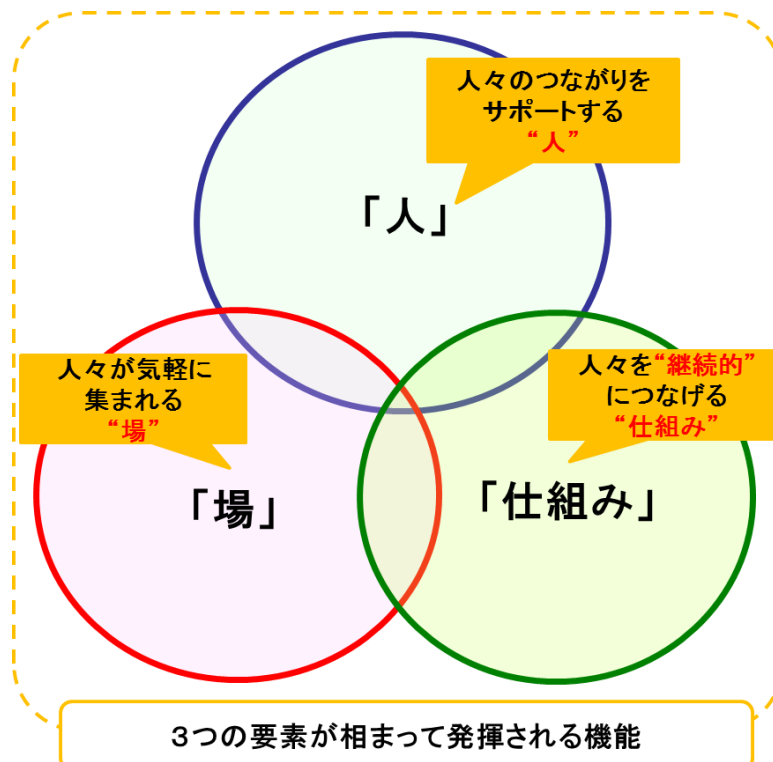 人々のつながりを
サポートする
“人”
「人」
人々が気軽に
集まれる
“場”
人々を“継続的”
につなげる
“仕組み”
「場」
「仕組み」
３つの要素が相まって発揮される機能